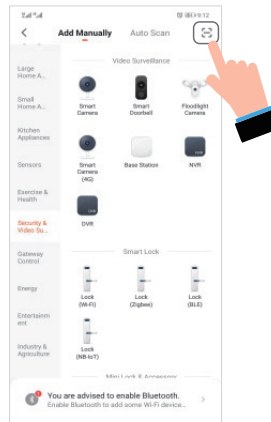 9:12
Add Manually Auto Scan
Large
Home A...
Small
Home A...
Kitchen
Appliances
Sensors
Exercise &
Health
Security &
Video Su...
Gateway
Control
Energy
Entertainm
ent
Industry &
Agriculture
Video Surveillance
Smart
Camera
Smart
Doorbell
Floodlight
Camera
Smart
Camera
(4G)
Base Station
NVR
DVR
Smart Lock
Lock
(Wi-Fi)
Lock
(Zigbee)
Lock
(BLE)
Lock
(NB-IoT)
Mini Lock & Accessory
You are advised to enable Bluetooth.
Enable Bluetooth to add some Wi-Fi device...